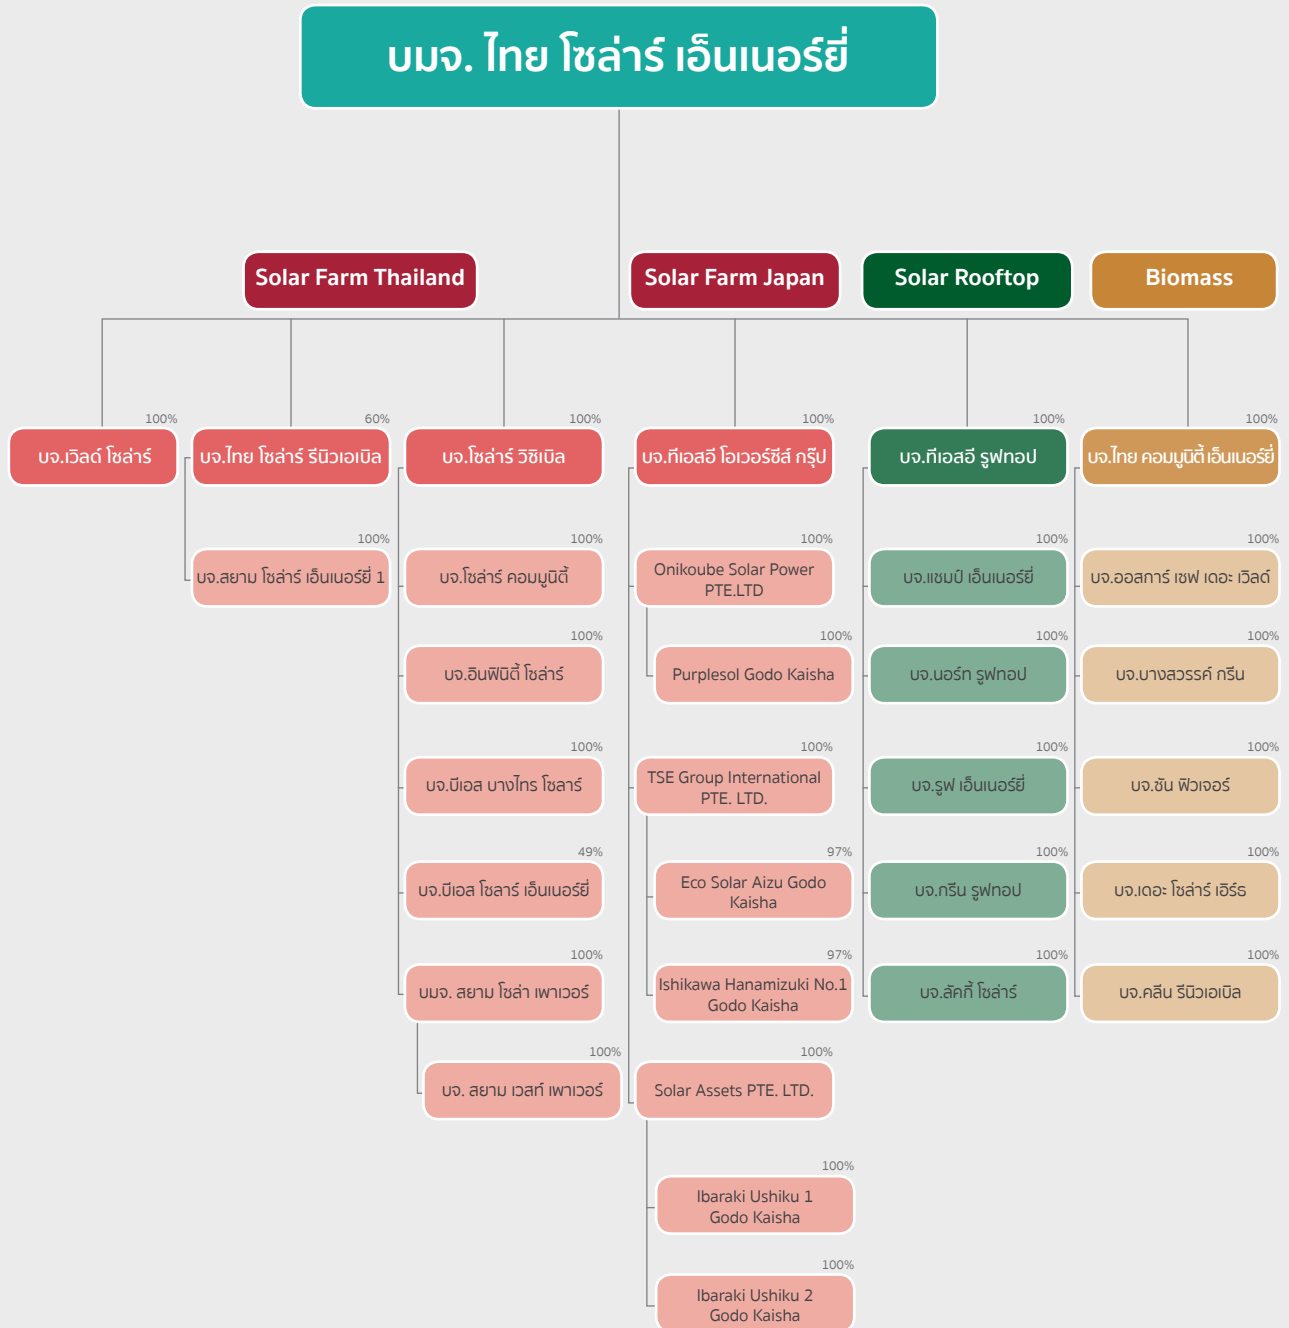 บมจ. ไทย โซล่าร์ เอ็นเนอร์ยี่
Solar Farm Thailand
Solar Farm Japan
Solar Rooftop
Biomass
100%
60%
100%
100%
100%
100%
บจ.เวิลด์ โซล่าร์
บจ.ไทย โซล่าร์ รีนิวเอเบิล
บจ.โซล่าร์ วิซิเบิล
บจ.ทีเอสอี โอเวอร์ซีส์ กรุ๊ป
บจ.ทีเอสอี รูฟทอป
บจ.ไทย คอมมูนิตี้ เอ็นเนอร์ยี่
100%
100%
100%
100%
100%
บจ.สยาม โซล่าร์ เอ็นเนอร์ยี่ 1
บจ.โซล่าร์ คอมมูนิตี้
Onikoube Solar Power
PTE.LTD
บจ.แชมป์ เอ็นเนอร์ยี่
บจ.ออสการ์ เซฟ เดอะ เวิลด์
100%
100%
100%
100%
บจ.อินฟินิตี้ โซล่าร์
Purplesol Godo Kaisha
บจ.นอร์ท รูฟทอป
บจ.บางสวรรค์ กรีน
100%
100%
100%
100%
บจ.บีเอส บางไทร โซลาร์
TSE Group International
PTE. LTD.
บจ.รูฟ เอ็นเนอร์ยี่
บจ.ซัน ฟิวเจอร์
49%
97%
100%
100%
บจ.บีเอส โซลาร์ เอ็นเนอร์ยี่
Eco Solar Aizu Godo
Kaisha
บจ.กรีน รูฟทอป
บจ.เดอะ โซล่าร์ เอิร์ธ
100%
97%
100%
100%
บมจ. สยาม โซล่า เพาเวอร์
Ishikawa Hanamizuki No.1
Godo Kaisha
บจ.ลัคกี้ โซล่าร์
บจ.คลีน รีนิวเอเบิล
100%
100%
บจ. สยาม เวสท์ เพาเวอร์
Solar Assets PTE. LTD.
100%
Ibaraki Ushiku 1
Godo Kaisha
100%
Ibaraki Ushiku 2
Godo Kaisha